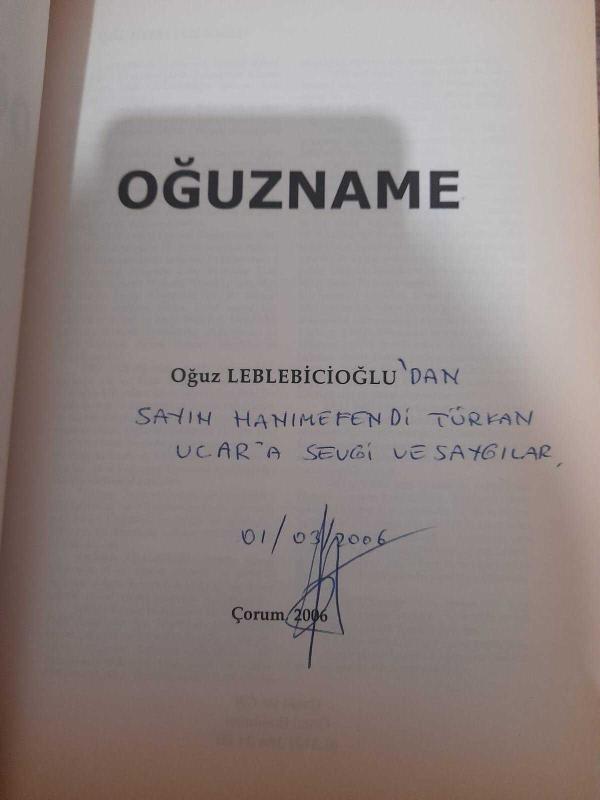 OĞUZNAME
Oğuz LEBLEBİCİOĞLU'DAN
SAYIN HANIMEFENDİ TÜRKAN
UCAR'A SEVGİ VE SAYGILAR,
01/03/2006
Çorum, 2006